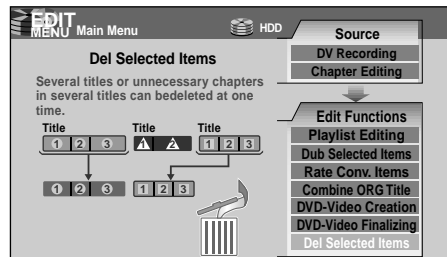 EDIT
MENU Main Menu
HDD
Del Selected Items
Several titles or unnecessary chapters
in several titles can bedeleted at one
time.
Title Title Title
1 2 3 1 2 1 2 3
1 2 3 1 2 3
Source
DV Recording
Chapter Editing
Edit Functions
Playlist Editing
Dub Selected Items
Rate Conv. Items
Combine ORG Title
DVD-Video Creation
DVD-Video Finalizing
Del Selected Items